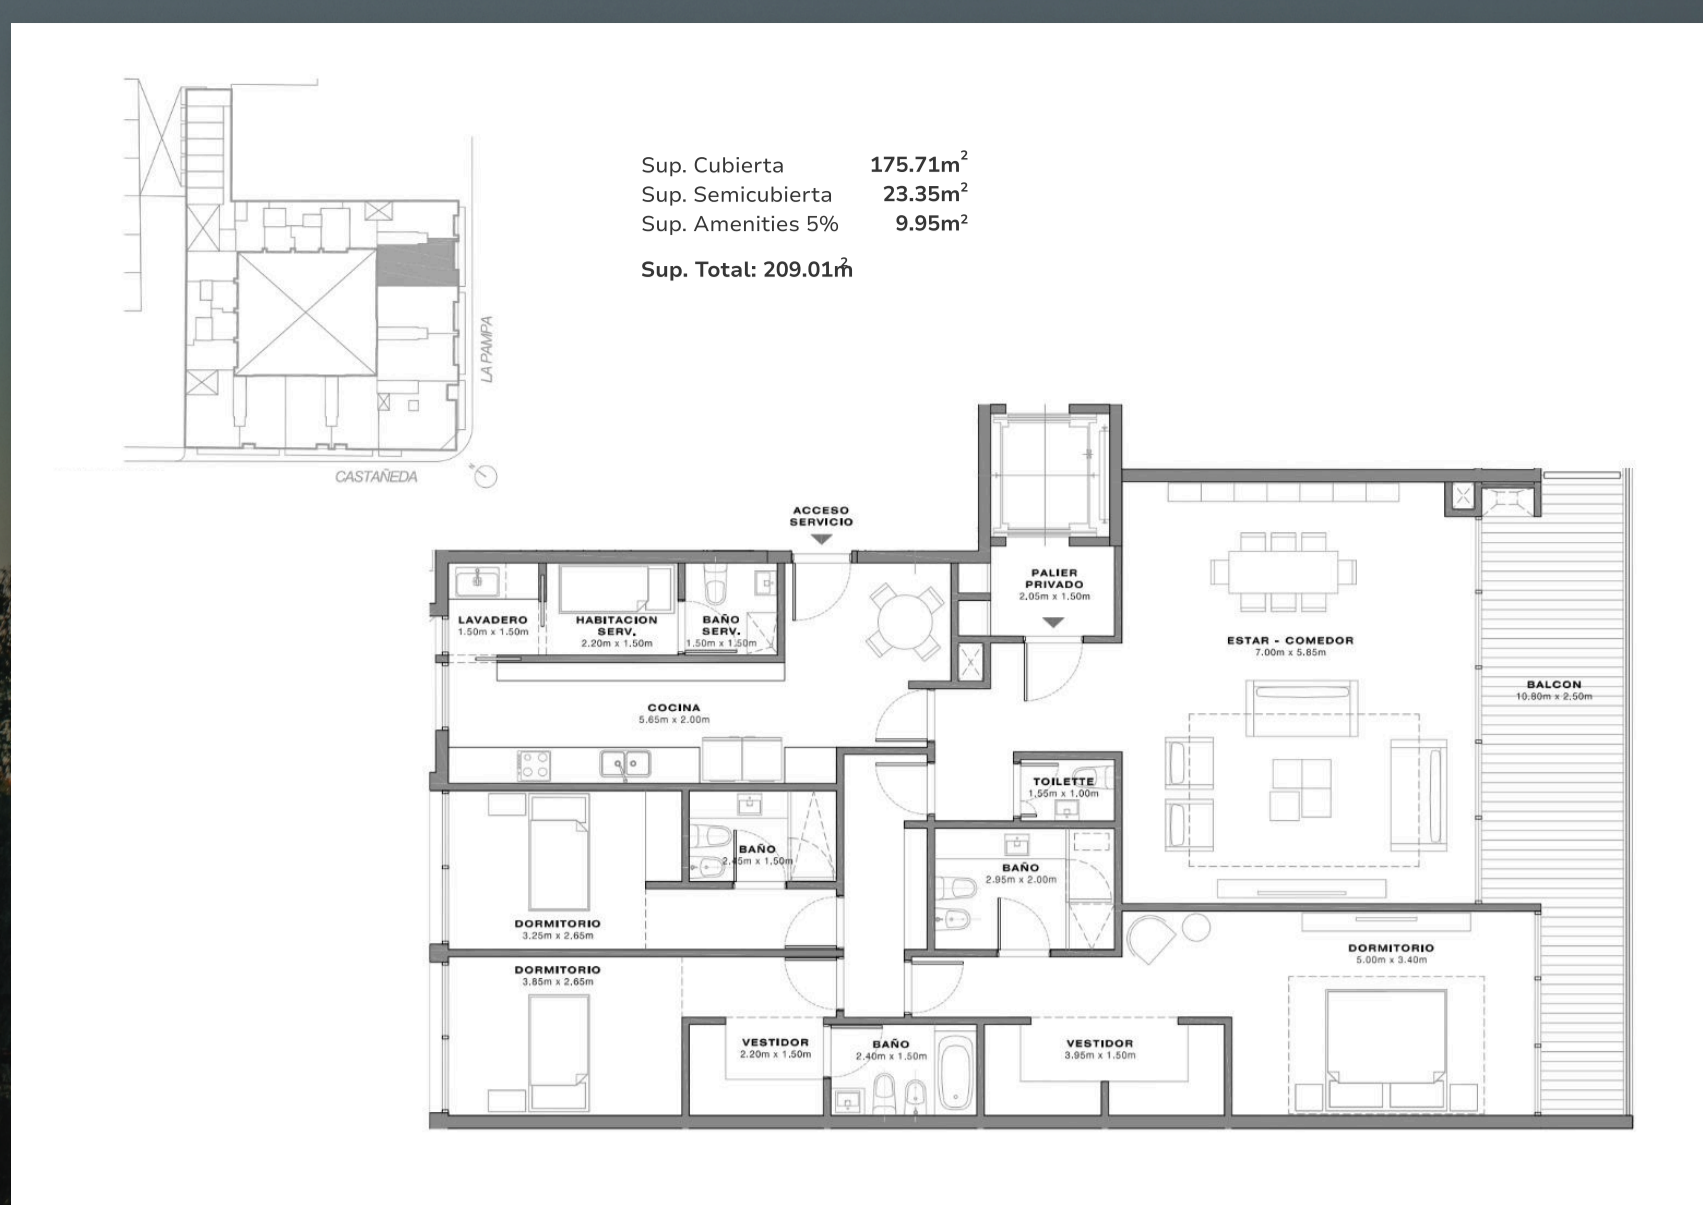 Sup. Cubierta 175.71m²
Sup. Semicubierta 23.35m²
Sup. Amenities 5% 9.95m²
Sup. Total: 209.01m²
LA PAMPA
CASTAÑEDA
N
ACCESO
SERVICIO
PALIER
PRIVADO
2.05m x 1.50m
LAVADERO
1.50m x 1.50m
HABITACION
SERV.
2.20m x 1.50m
BAÑO
SERV.
1.50m x 1.50m
ESTAR - COMEDOR
7.00m x 5.85m
BALCON
10.80m x 2.50m
COCINA
5.65m x 2.00m
TOILETTE
1.55m x 1.00m
BAÑO
2.45m x 1.50m
BAÑO
2.95m x 2.00m
DORMITORIO
3.25m x 2.65m
DORMITORIO
5.00m x 3.40m
DORMITORIO
3.85m x 2.65m
VESTIDOR
2.20m x 1.50m
BAÑO
2.40m x 1.50m
VESTIDOR
3.95m x 1.50m